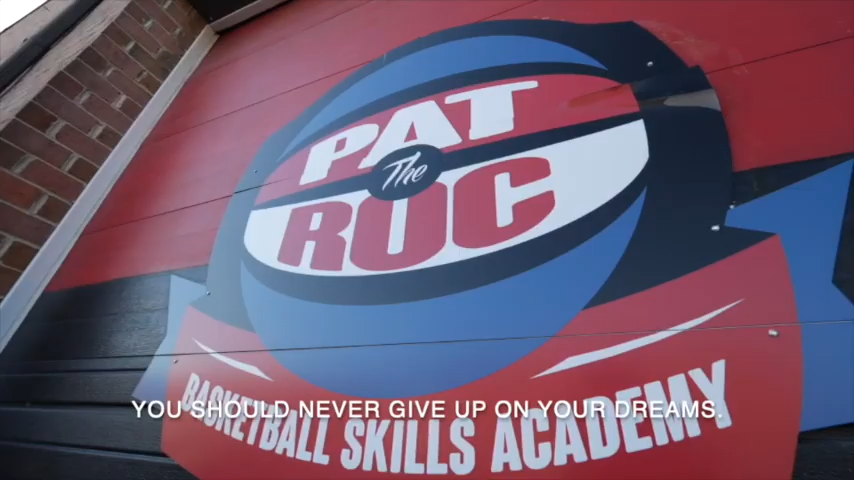 PAT
The
ROC
BASKETBALL SKILLS ACADEMY
YOU SHOULD NEVER GIVE UP ON YOUR DREAMS.